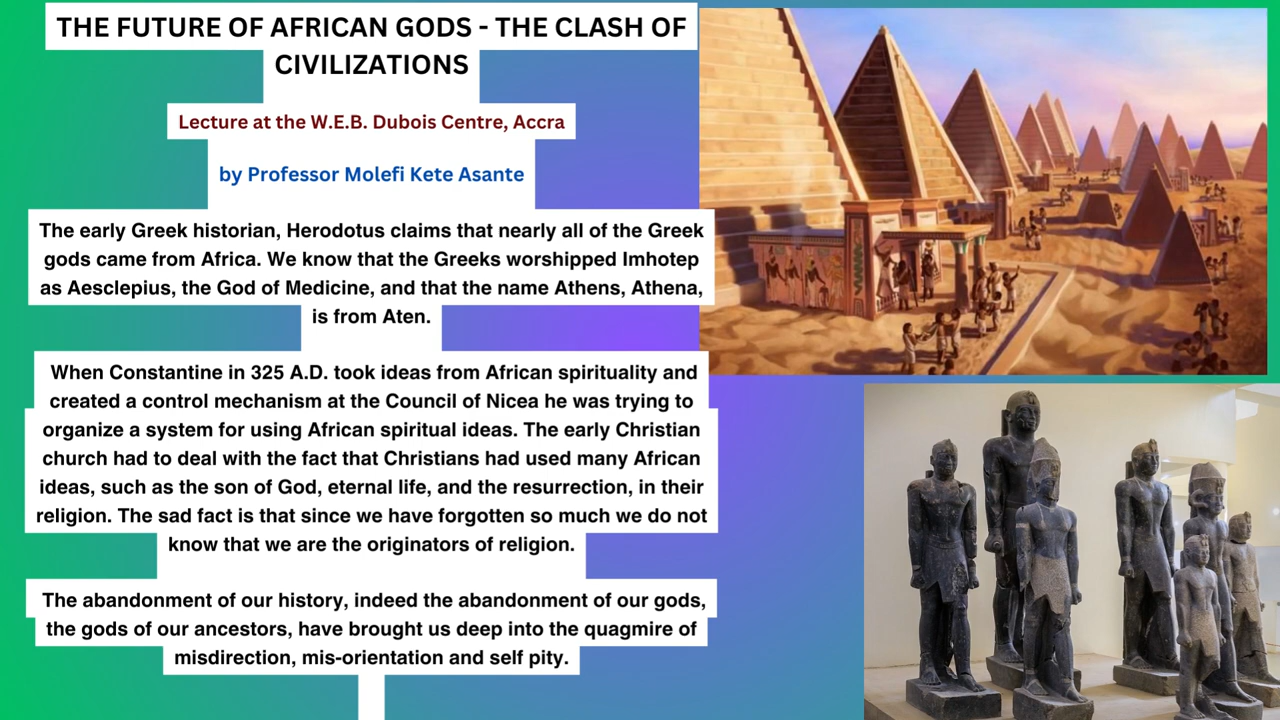 THE FUTURE OF AFRICAN GODS - THE CLASH OF
CIVILIZATIONS
Lecture at the W.E.B. Dubois Centre, Accra
by Professor Molefi Kete Asante
The early Greek historian, Herodotus claims that nearly all of the Greek
gods came from Africa. We know that the Greeks worshipped Imhotep
as Aesclepius, the God of Medicine, and that the name Athens, Athena,
is from Aten.
When Constantine in 325 A.D. took ideas from African spirituality and
created a control mechanism at the Council of Nicea he was trying to
organize a system for using African spiritual ideas. The early Christian
church had to deal with the fact that Christians had used many African
ideas, such as the son of God, eternal life, and the resurrection, in their
religion. The sad fact is that since we have forgotten so much we do not
know that we are the originators of religion.
The abandonment of our history, indeed the abandonment of our gods,
the gods of our ancestors, have brought us deep into the quagmire of
misdirection, mis-orientation and self pity.